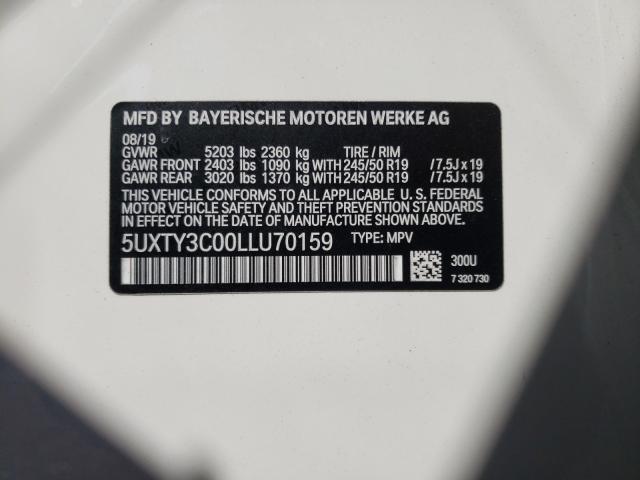 MFD BY BAYERISCHE MOTOREN WERKE AG
08/19
GVWR 5203 lbs 2360 kg TIRE / RIM
GAWR FRONT 2403 lbs 1090 kg WITH 245/50 R19 /7.5J x 19
GAWR REAR 3020 lbs 1370 kg WITH 245/50 R19 /7.5J x 19
THIS VEHICLE CONFORMS TO ALL APPLICABLE U. S. FEDERAL
MOTOR VEHICLE SAFETY AND THEFT PREVENTION STANDARDS
IN EFFECT ON THE DATE OF MANUFACTURE SHOWN ABOVE.
5UXTY3C00LLU70159 TYPE: MPV
300U
7 320 730